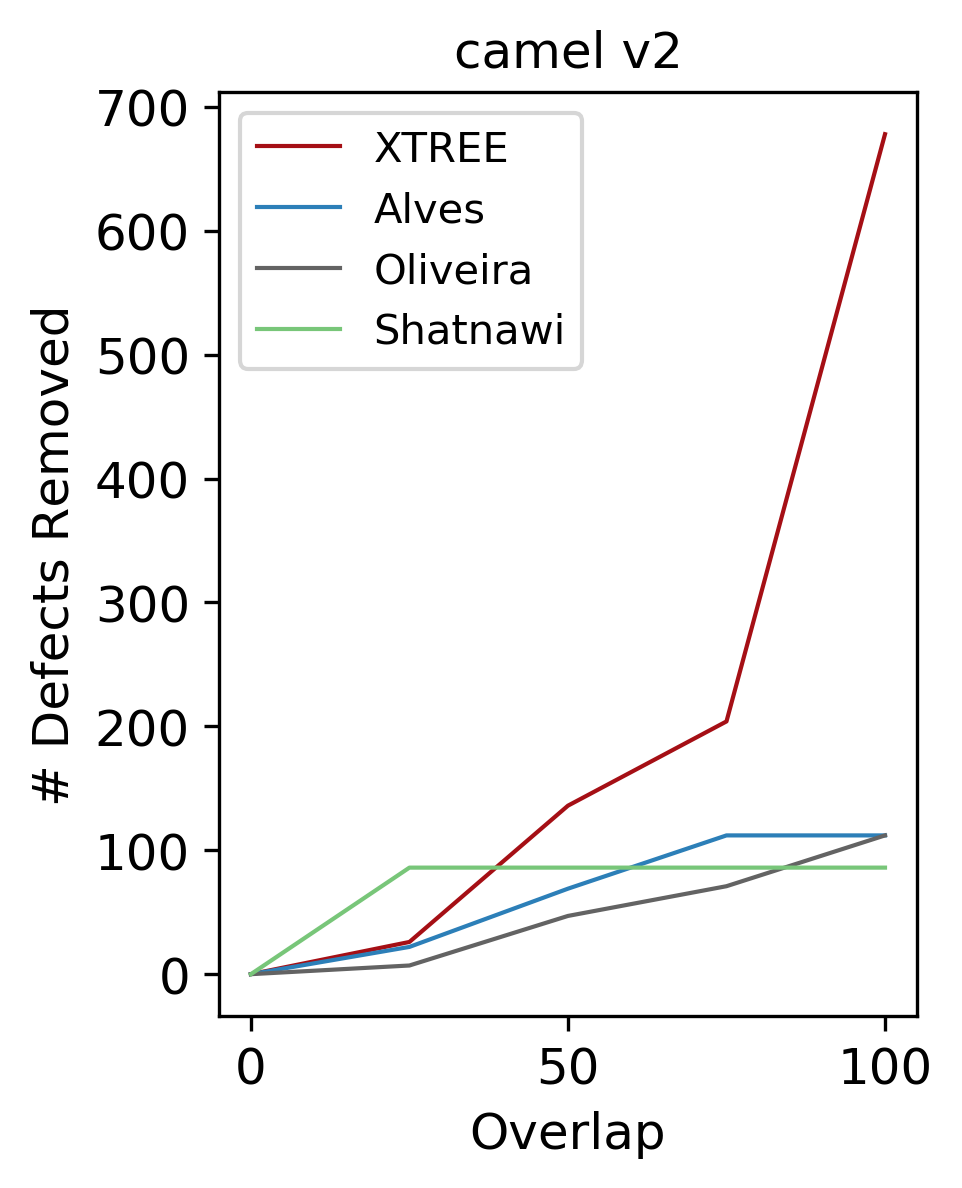 camel v2
700
600
500
400
300
200
100
0
# Defects Removed
XTREE
Alves
Oliveira
Shatnawi
0 50 100
Overlap